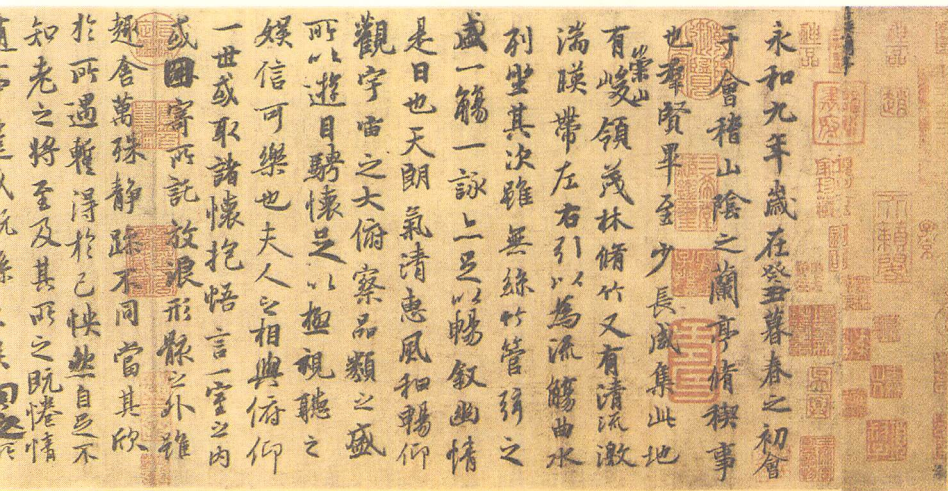 永和九年歲在癸丑暮春之初會
于會稽山陰之蘭亭脩稧事
也羣賢畢至少長咸集此地
有崇山峻領茂林脩竹又有清流激
湍暎帶左右引以為流觴曲水
列坐其次雖無絲竹管弦之
盛一觴一詠亦足以暢敘幽情
是日也天朗氣清惠風和暢仰
觀宇宙之大俯察品類之盛
所以遊目騁懷足以極視聽之
娛信可樂也夫人之相與俯仰
一世或取諸懷抱悟言一室之內
或因寄所託放浪形骸之外雖
趣舍萬殊靜躁不同當其欣
於所遇暫得於己怏然自足不
知老之將至及其所之既惓情
向之